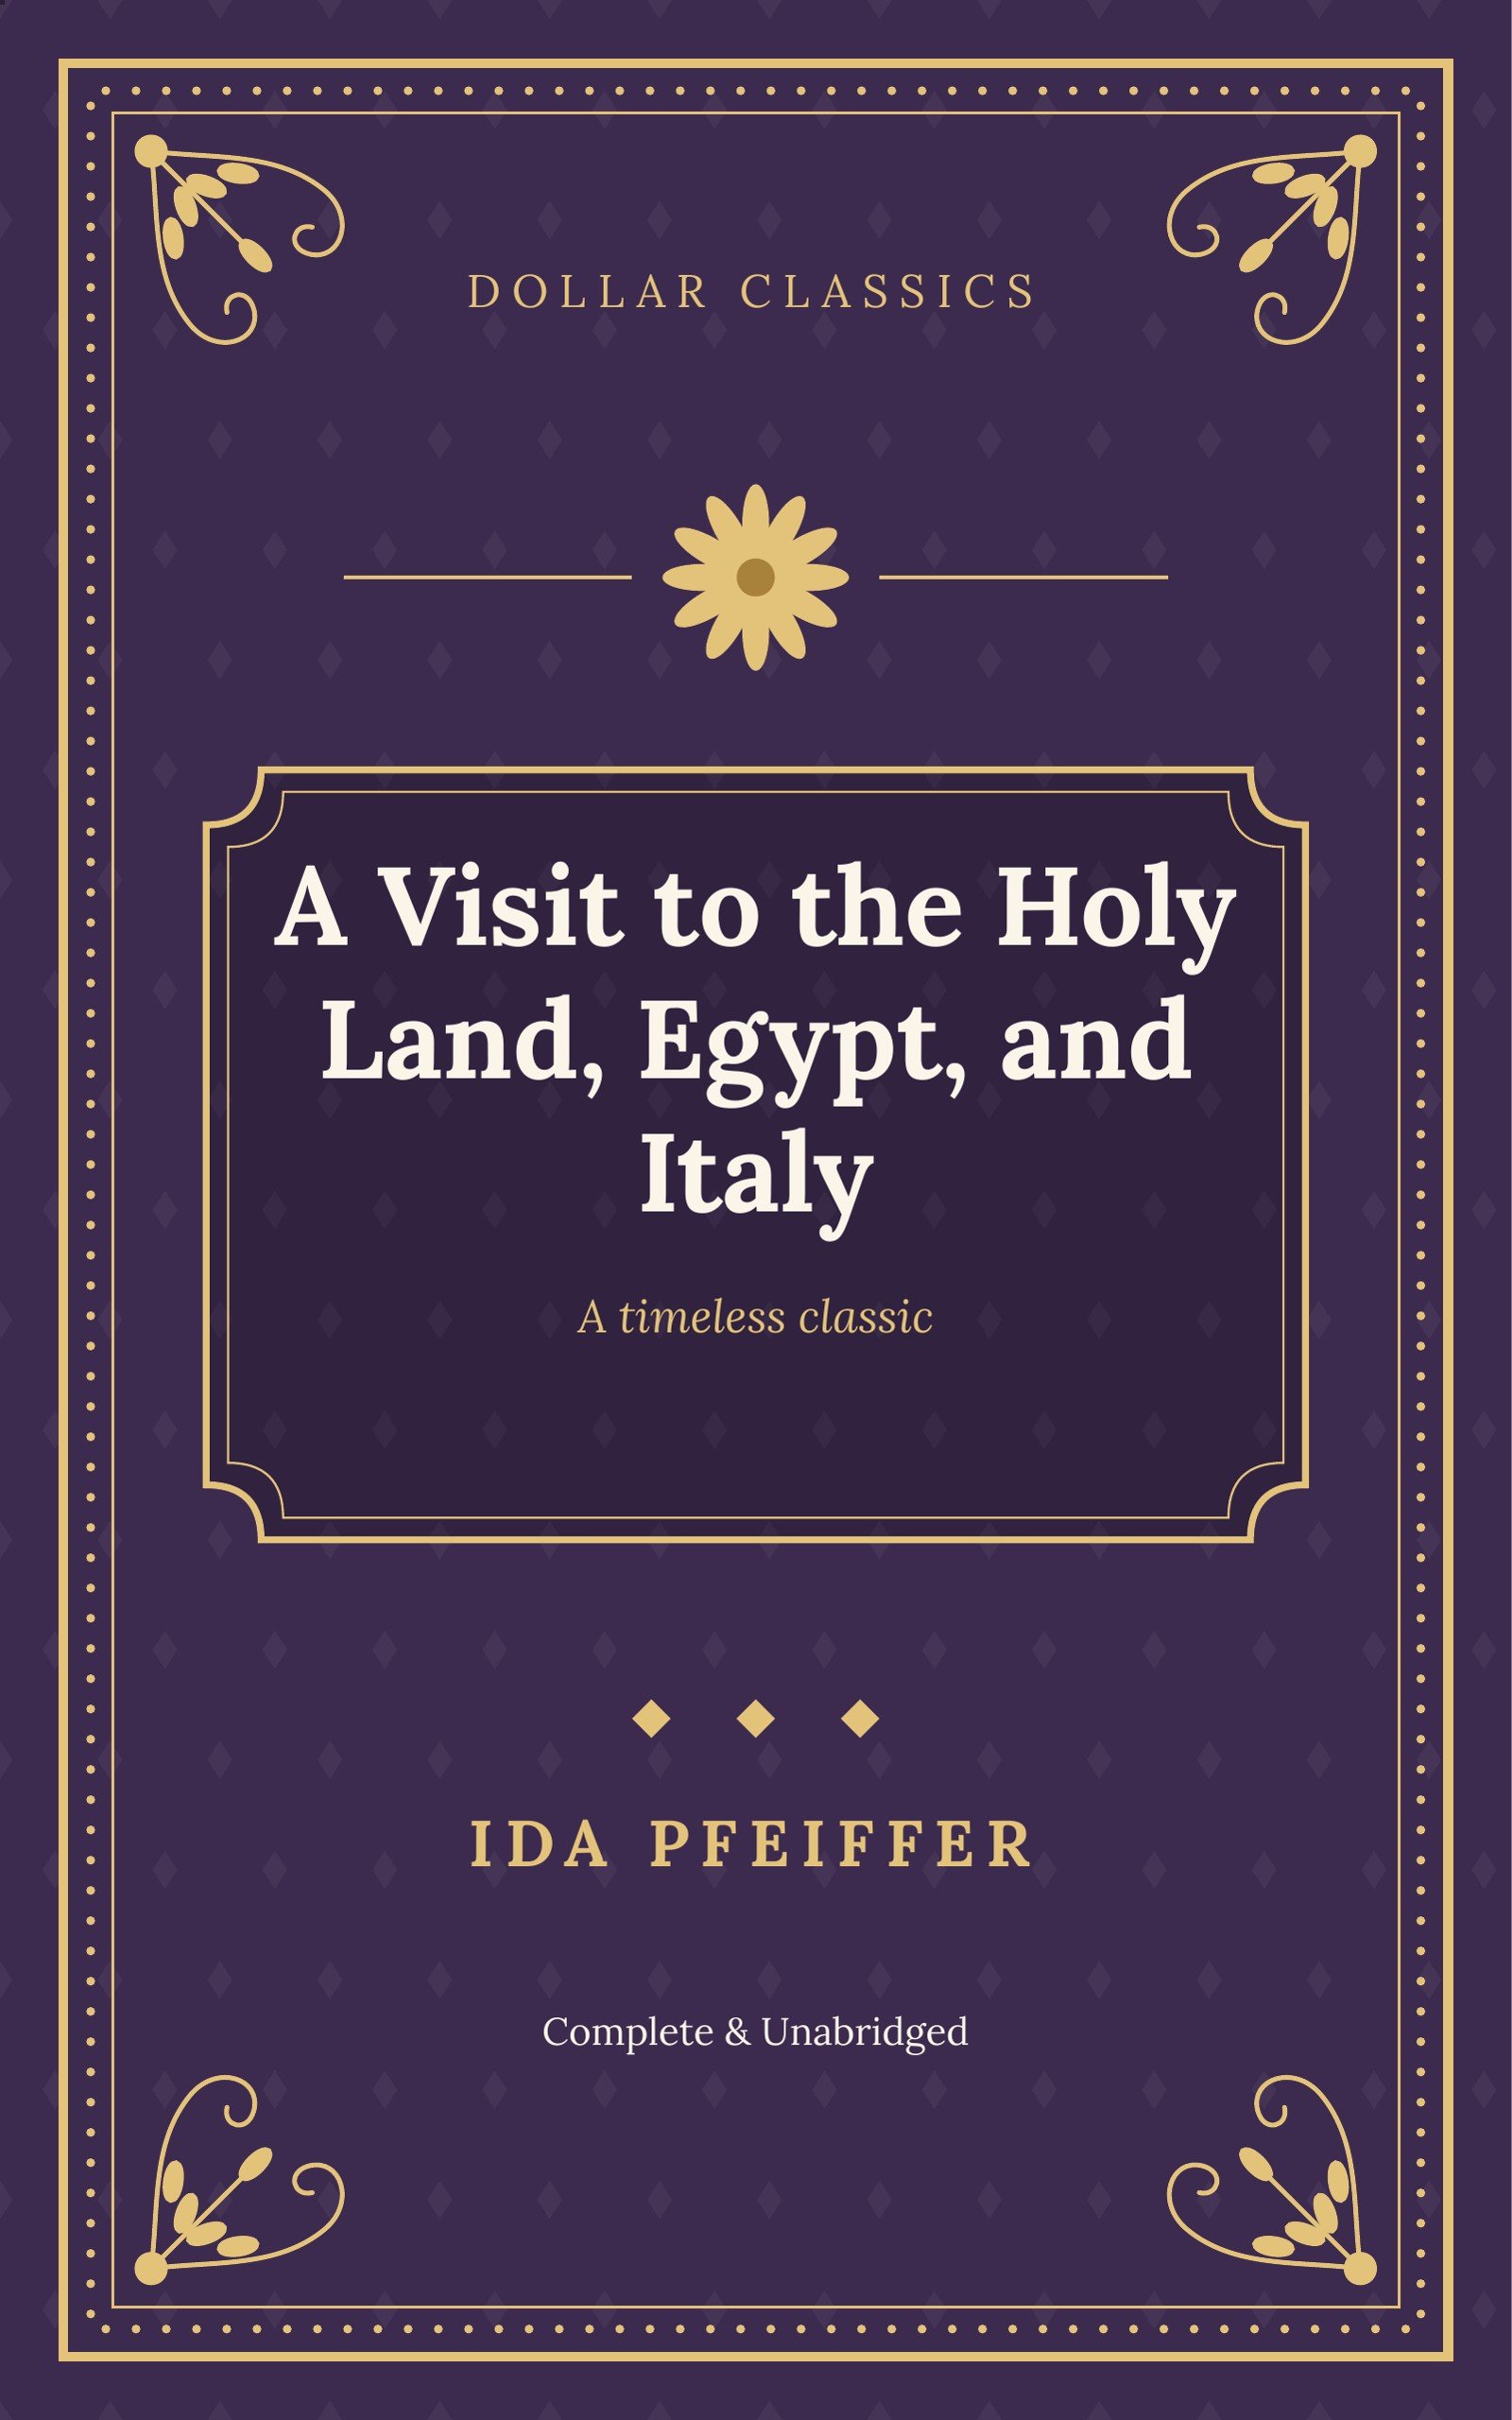 DOLLAR CLASSICS
A Visit to the Holy
Land, Egypt, and
Italy
A timeless classic
IDA PFEIFFER
Complete & Unabridged